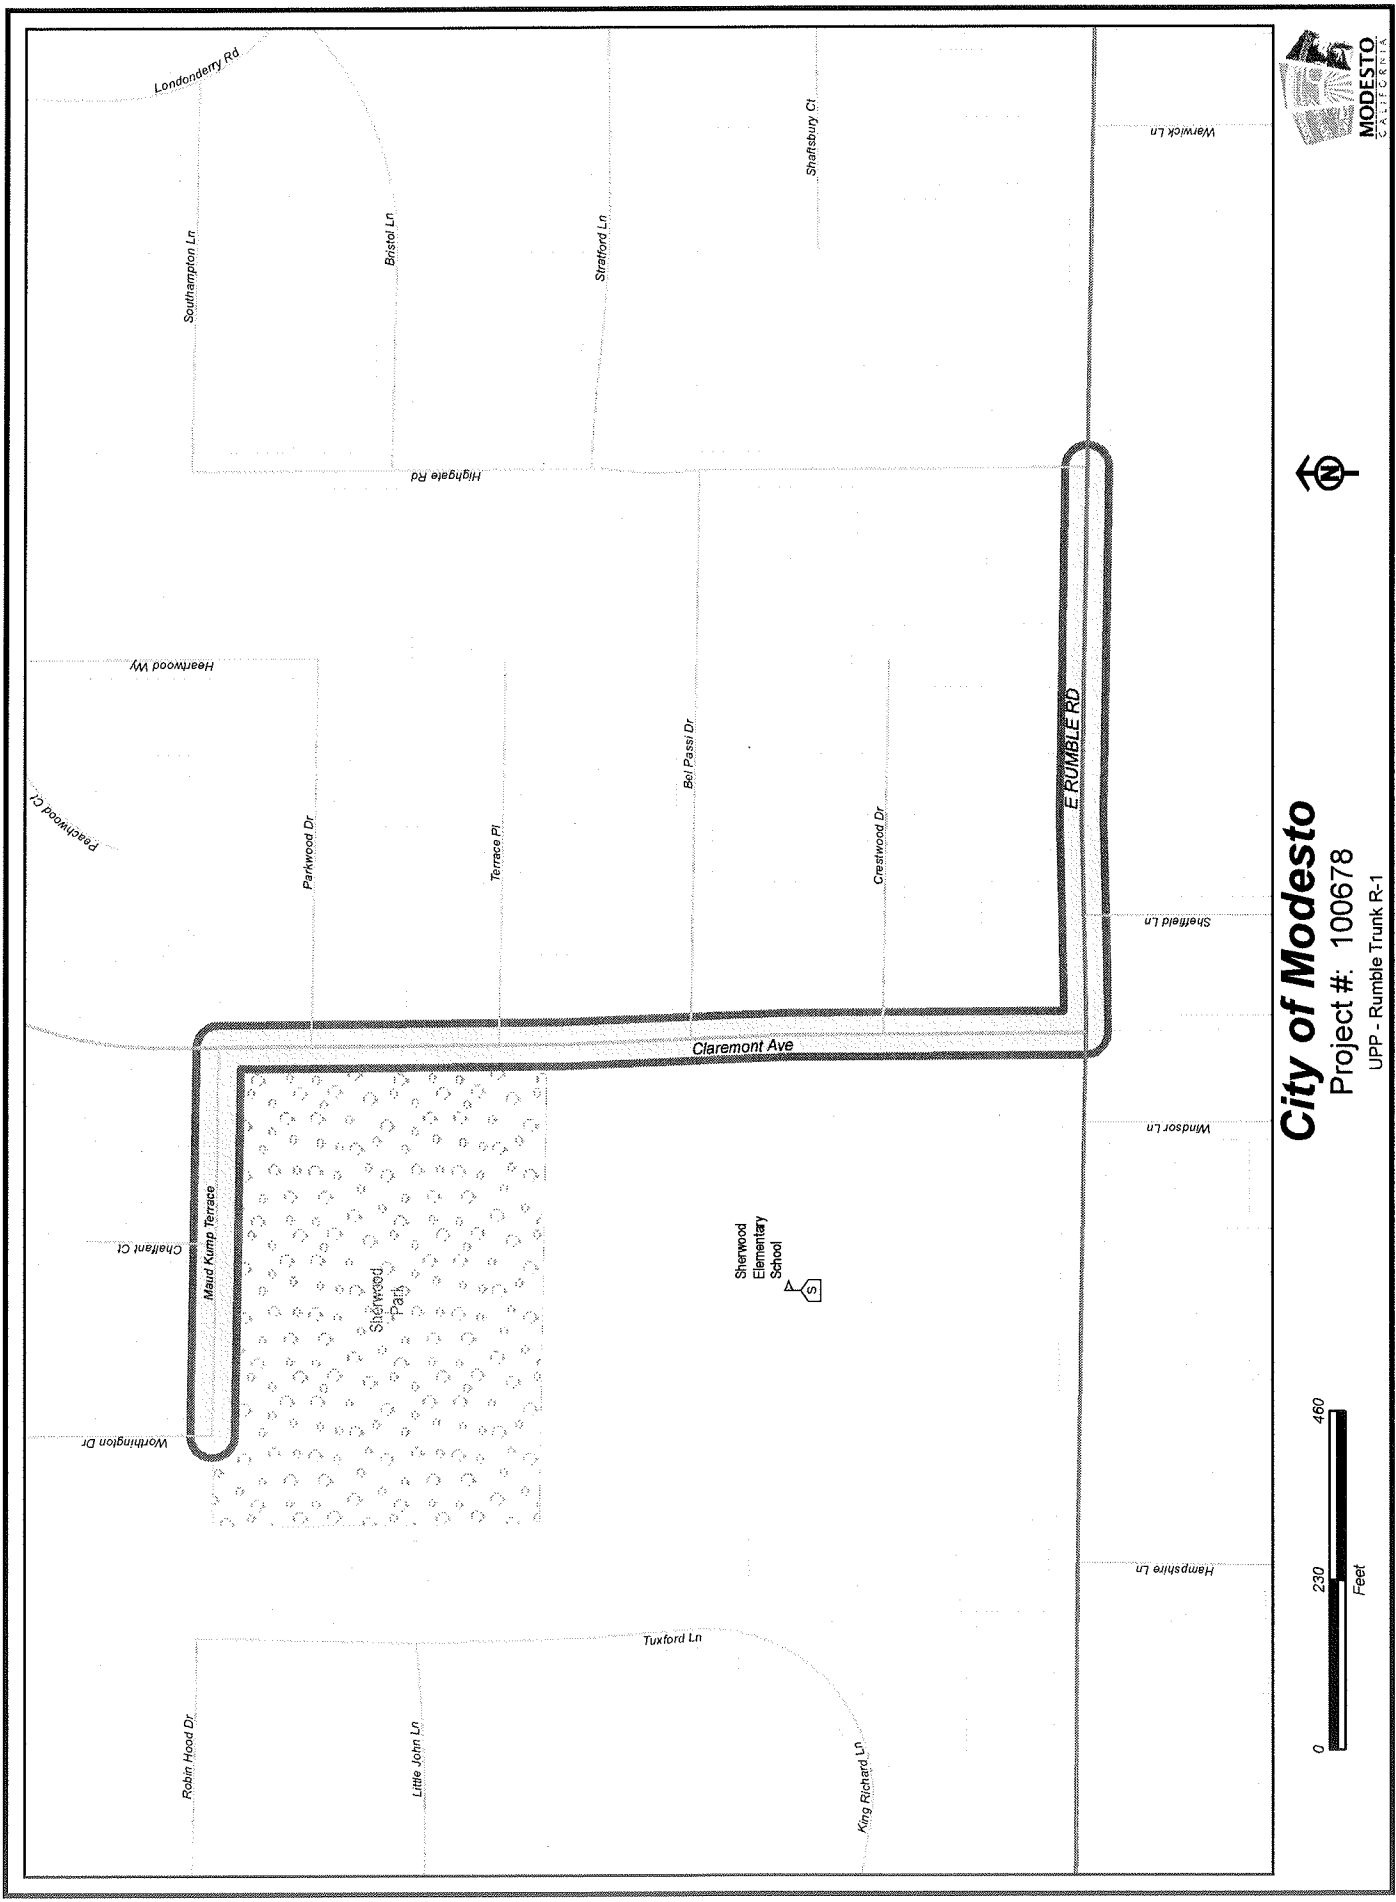 Londonderry Rd
Southampton Ln
Bristol Ln
Stratford Ln
Shaftsbury Ct
Warwick Ln
Highgate Rd
Heartwood Wy
Peachwood Ct
Parkwood Dr
Terrace Pl
Bel Passi Dr
Crestwood Dr
E RUMBLE RD
Sheffield Ln
Claremont Ave
Windsor Ln
Maud Kump Terrace
Chalfant Ct
Worthington Dr
Sherwood
Park
Sherwood
Elementary
School
S
Hampshire Ln
Tuxford Ln
Robin Hood Dr
Little John Ln
King Richard Ln
0 230 460
Feet
City of Modesto
Project #: 100678
UPP - Rumble Trunk R-1
N
MODESTO
CALIFORNIA